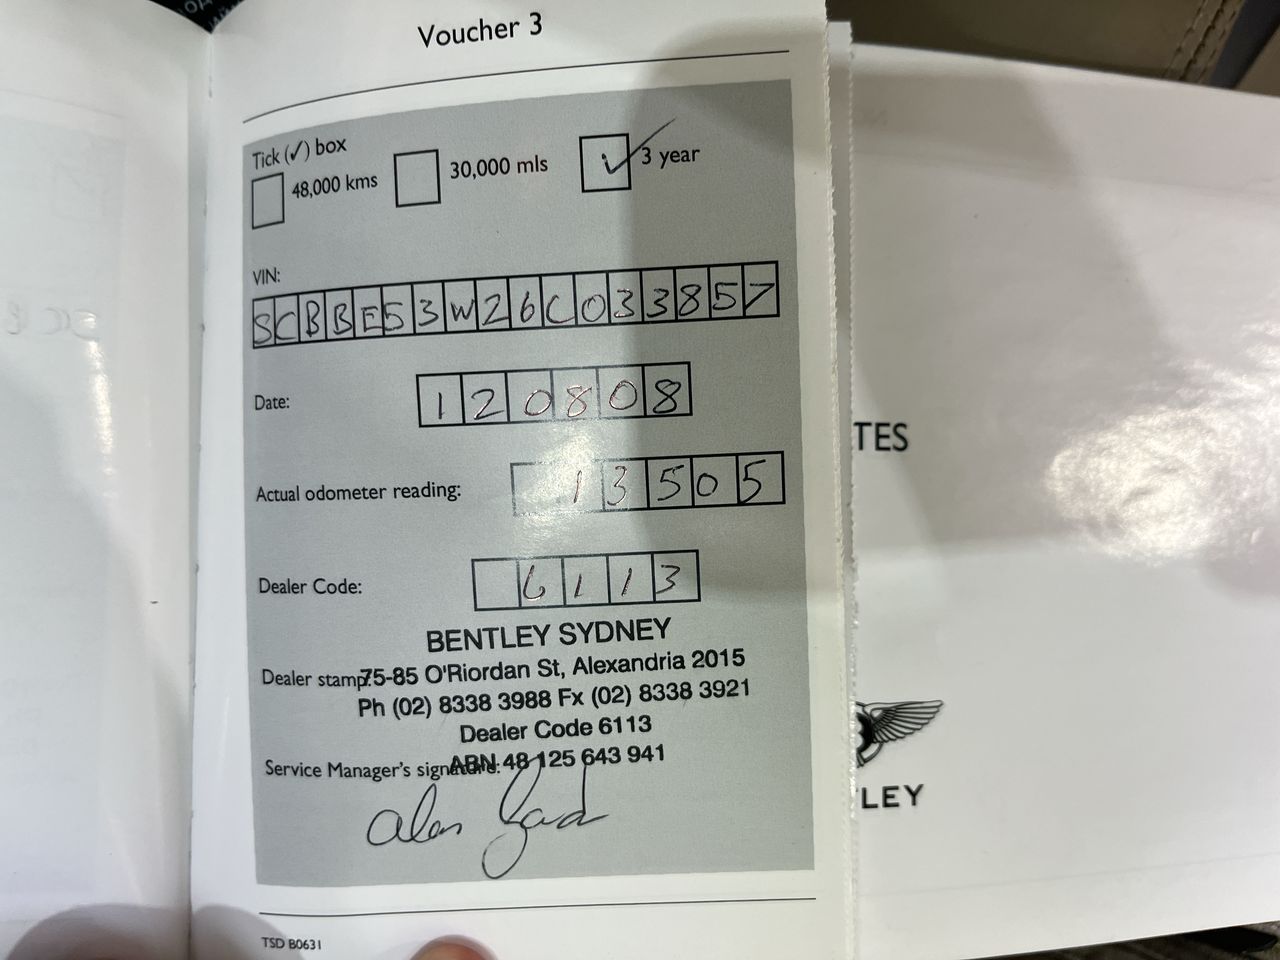 Voucher 3
Tick (✓) box
48,000 kms
30,000 mls
✓ 3 year
VIN:
SCBBE53W26C033857
Date:
120808
Actual odometer reading:
13505
Dealer Code:
6113
BENTLEY SYDNEY
Dealer stamp:
75-85 O'Riordan St, Alexandria 2015
Ph (02) 8338 3988 Fx (02) 8338 3921
Dealer Code 6113
ABN 48 125 643 941
Service Manager's signature:
Alan
TSD B0631
TES
LEY